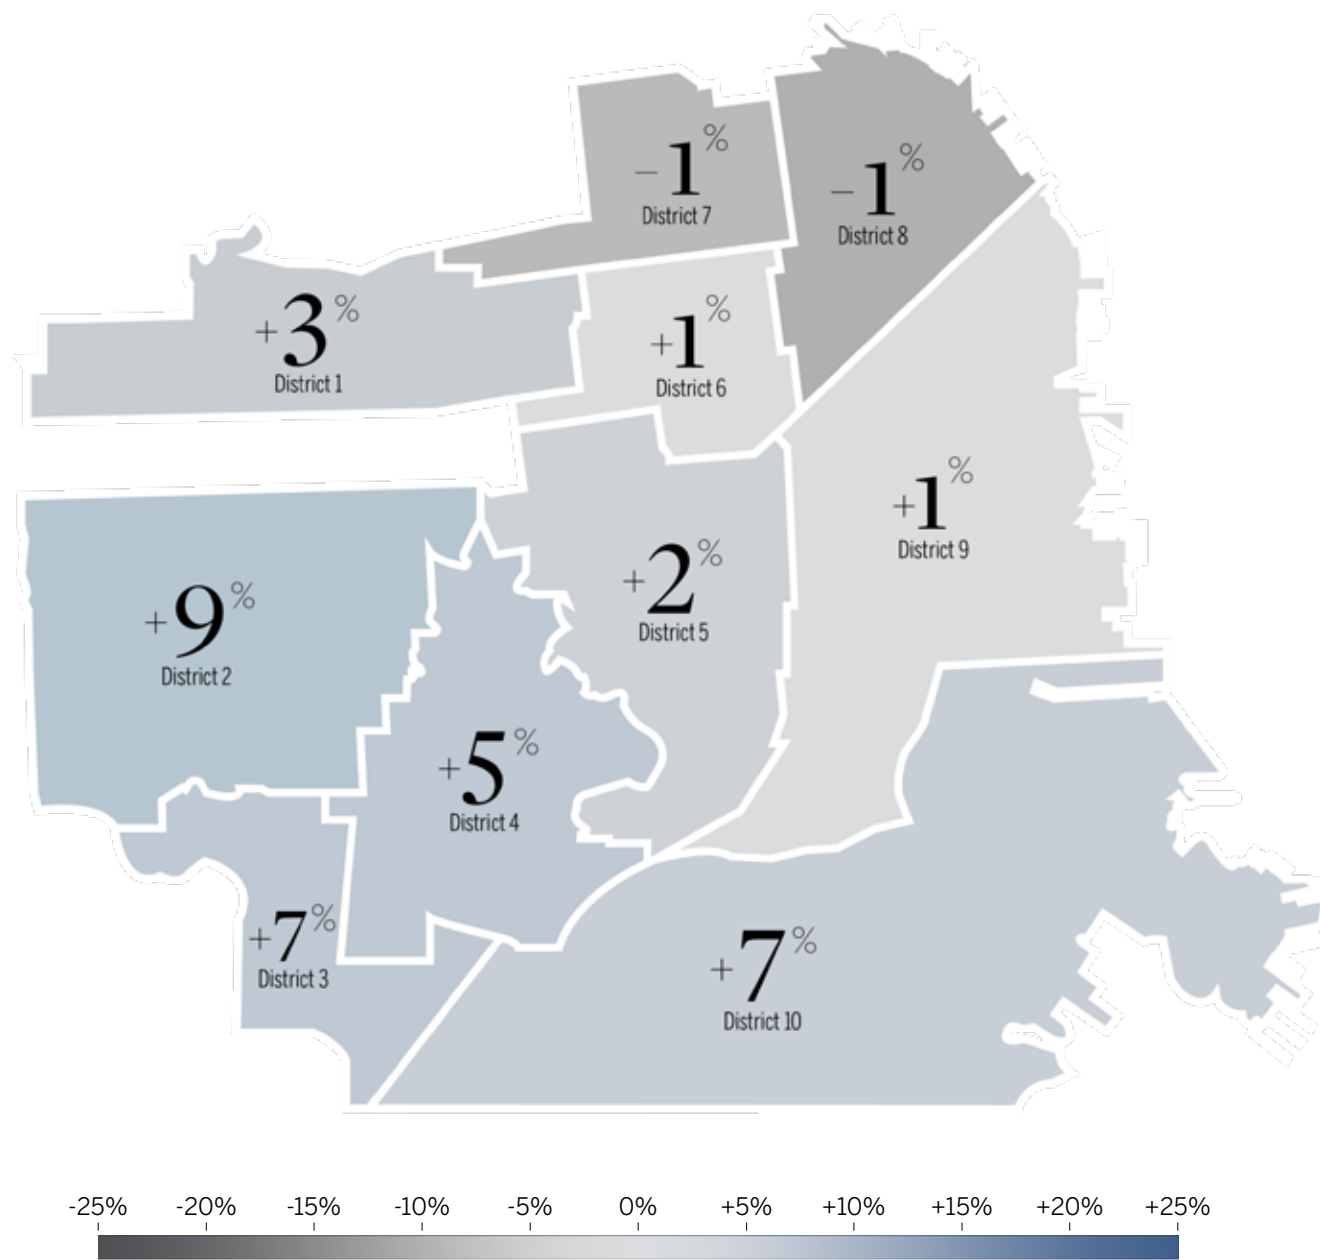 -1%
District 7
-1%
District 8
+3%
District 1
+1%
District 6
+1%
District 9
+2%
District 5
+9%
District 2
+5%
District 4
+7%
District 3
+7%
District 10
-25% -20% -15% -10% -5% 0% +5% +10% +15% +20% +25%